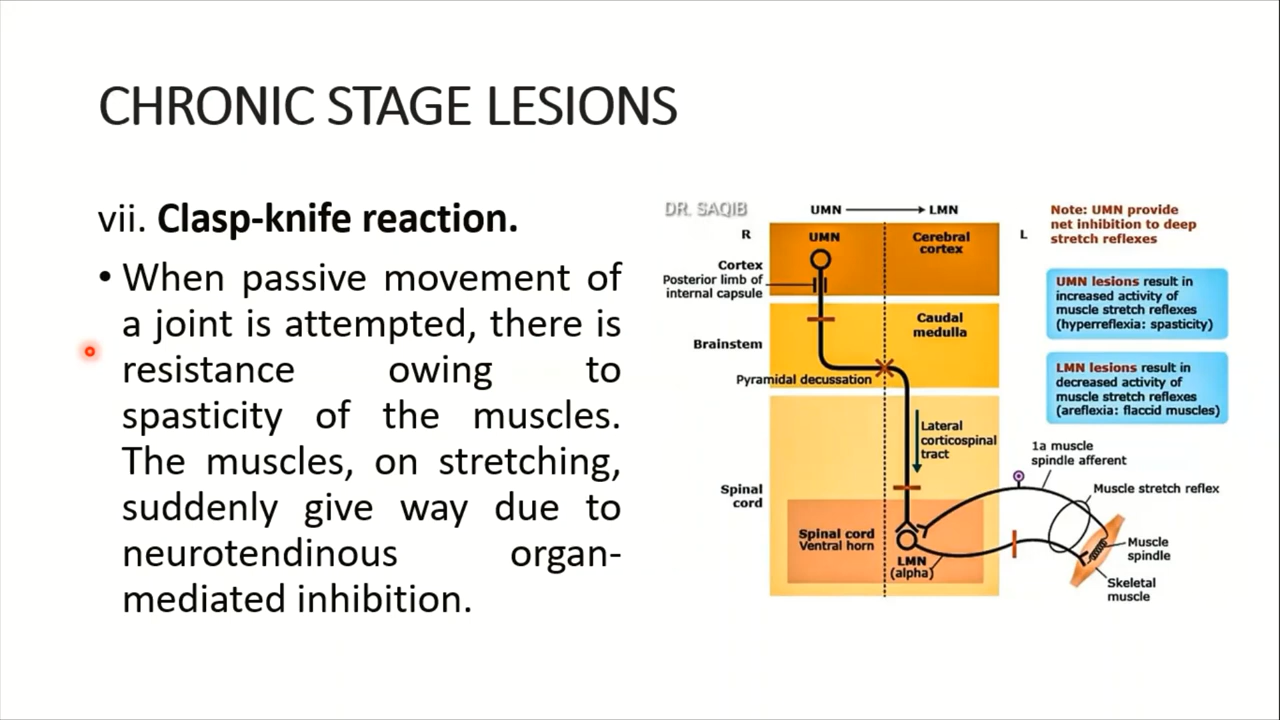 CHRONIC STAGE LESIONS
vii. Clasp-knife reaction.
• When passive movement of
a joint is attempted, there is
resistance owing to
spasticity of the muscles.
The muscles, on stretching,
suddenly give way due to
neurotendinous organ-
mediated inhibition.
DR. SAQIB
UMN
LMN
R
L
UMN
Cerebral
cortex
Cortex
Posterior limb of
internal capsule
Caudal
medulla
Brainstem
Pyramidal decussation
Lateral
corticospinal
tract
Spinal
cord
Spinal cord
Ventral horn
LMN
(alpha)
Note: UMN provide
net inhibition to deep
stretch reflexes
UMN lesions result in
increased activity of
muscle stretch reflexes
(hyperreflexia: spasticity)
LMN lesions result in
decreased activity of
muscle stretch reflexes
(areflexia: flaccid muscles)
1a muscle
spindle afferent
Muscle stretch reflex
Muscle
spindle
Skeletal
muscle